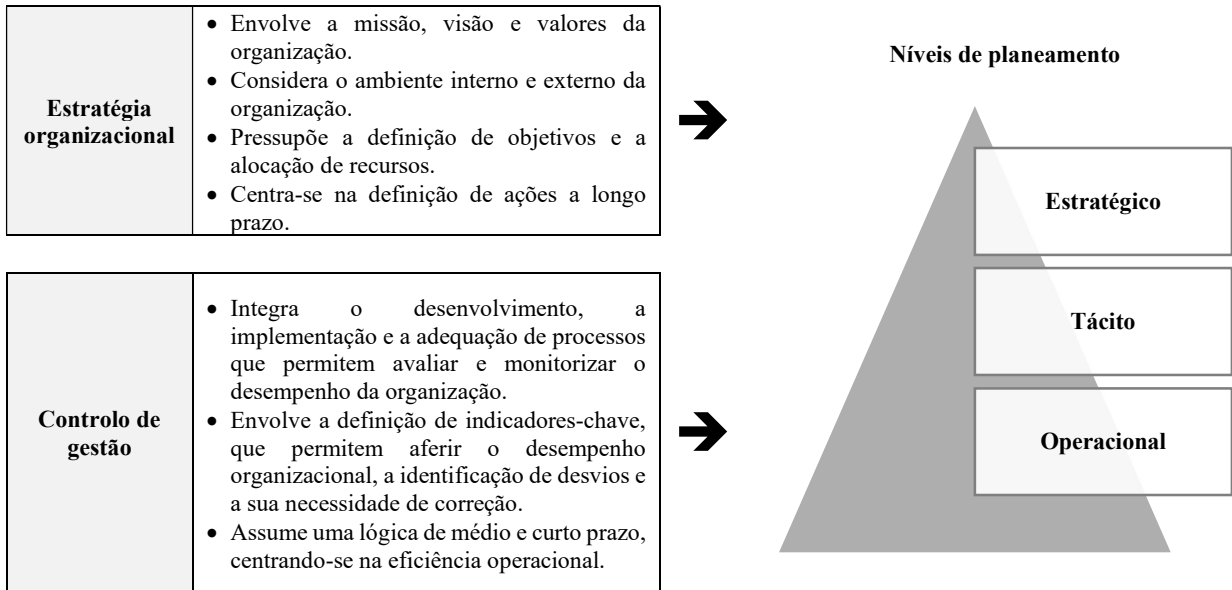 Estratégia
organizacional
• Envolve a missão, visão e valores da
organização.
• Considera o ambiente interno e externo da
organização.
• Pressupõe a definição de objetivos e a
alocação de recursos.
• Centra-se na definição de ações a longo
prazo.
Controlo de
gestão
• Integra o desenvolvimento, a
implementação e a adequação de processos
que permitem avaliar e monitorizar o
desempenho da organização.
• Envolve a definição de indicadores-chave,
que permitem aferir o desempenho
organizacional, a identificação de desvios e
a sua necessidade de correção.
• Assume uma lógica de médio e curto prazo,
centrando-se na eficiência operacional.
Níveis de planeamento
Estratégico
Tácito
Operacional